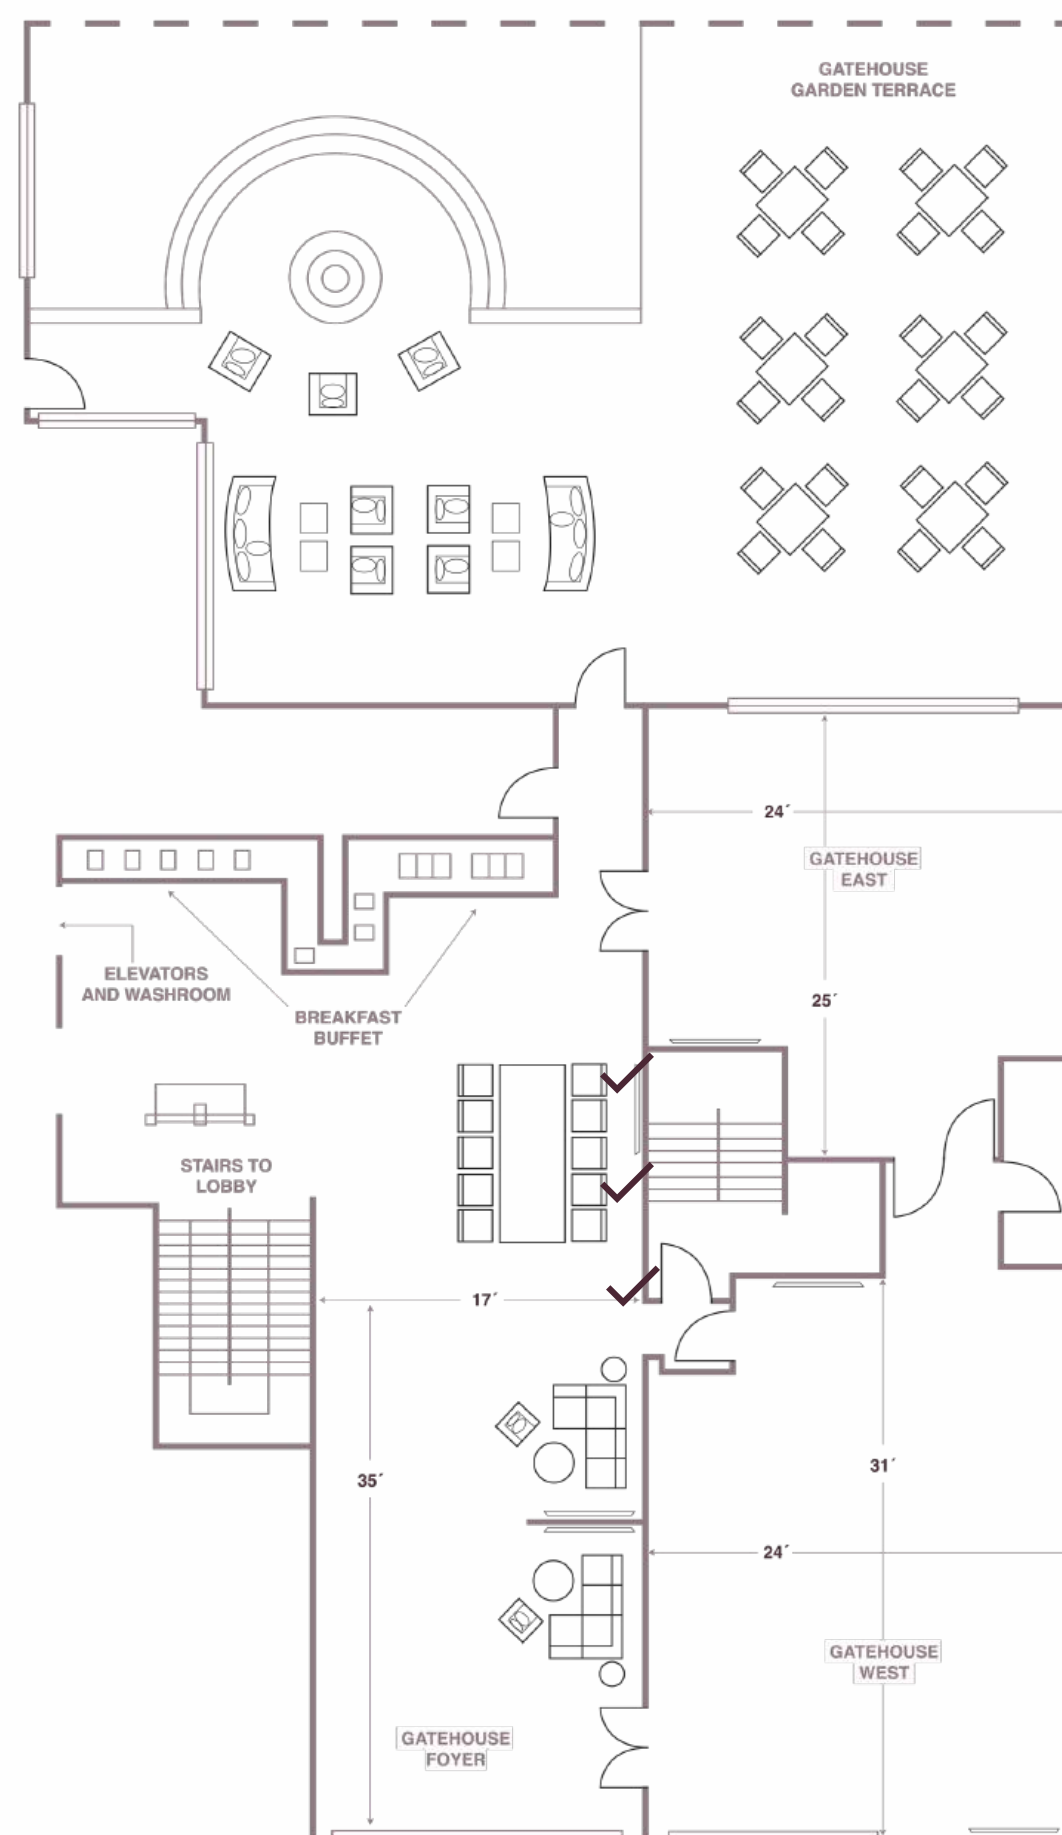 GATEHOUSE
GARDEN TERRACE
24´
GATEHOUSE
EAST
25´
ELEVATORS
AND WASHROOM
BREAKFAST
BUFFET
STAIRS TO
LOBBY
17´
35´
31´
24´
GATEHOUSE
WEST
GATEHOUSE
FOYER